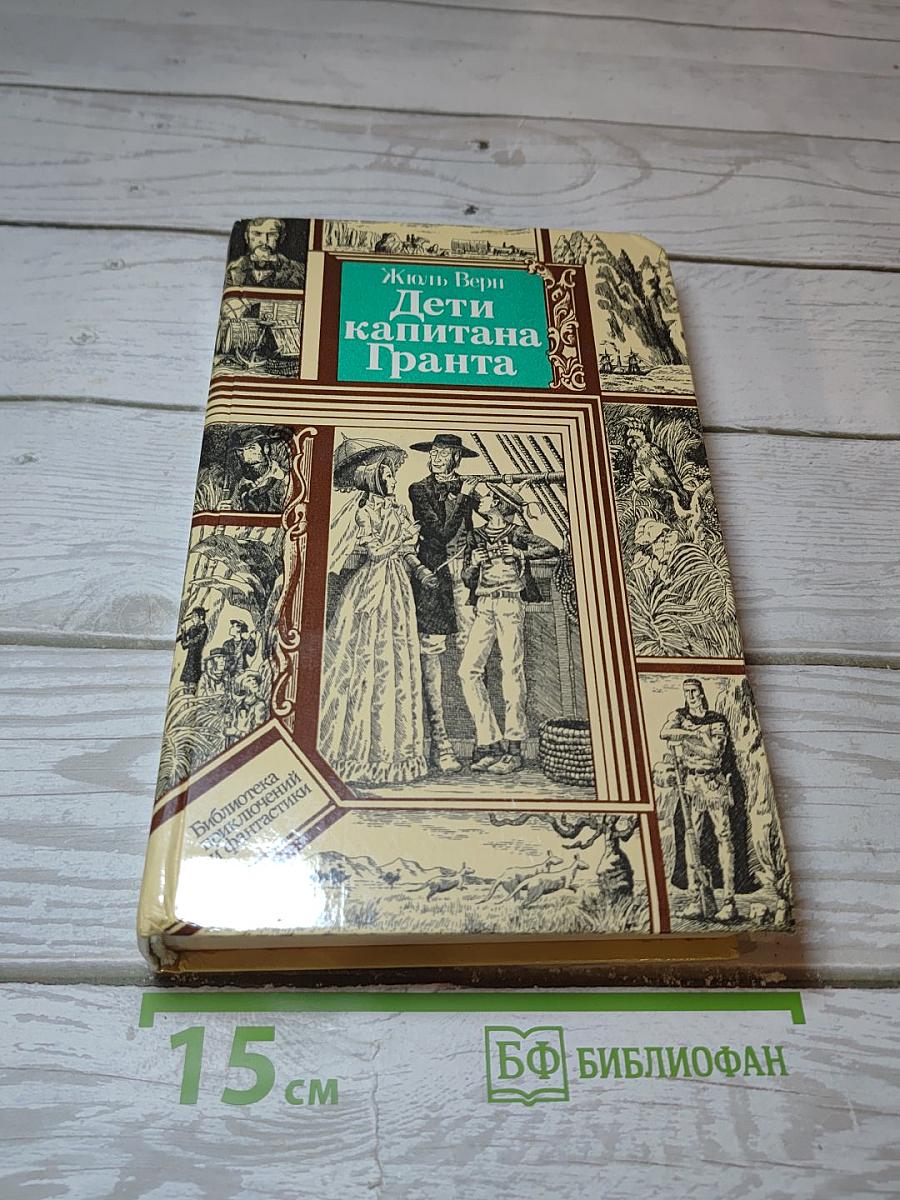 Жюль Верн
Дети
капитана
Гранта
Библиотека
приключений
и фантастики
15 см
БФ БИБЛИОФАН